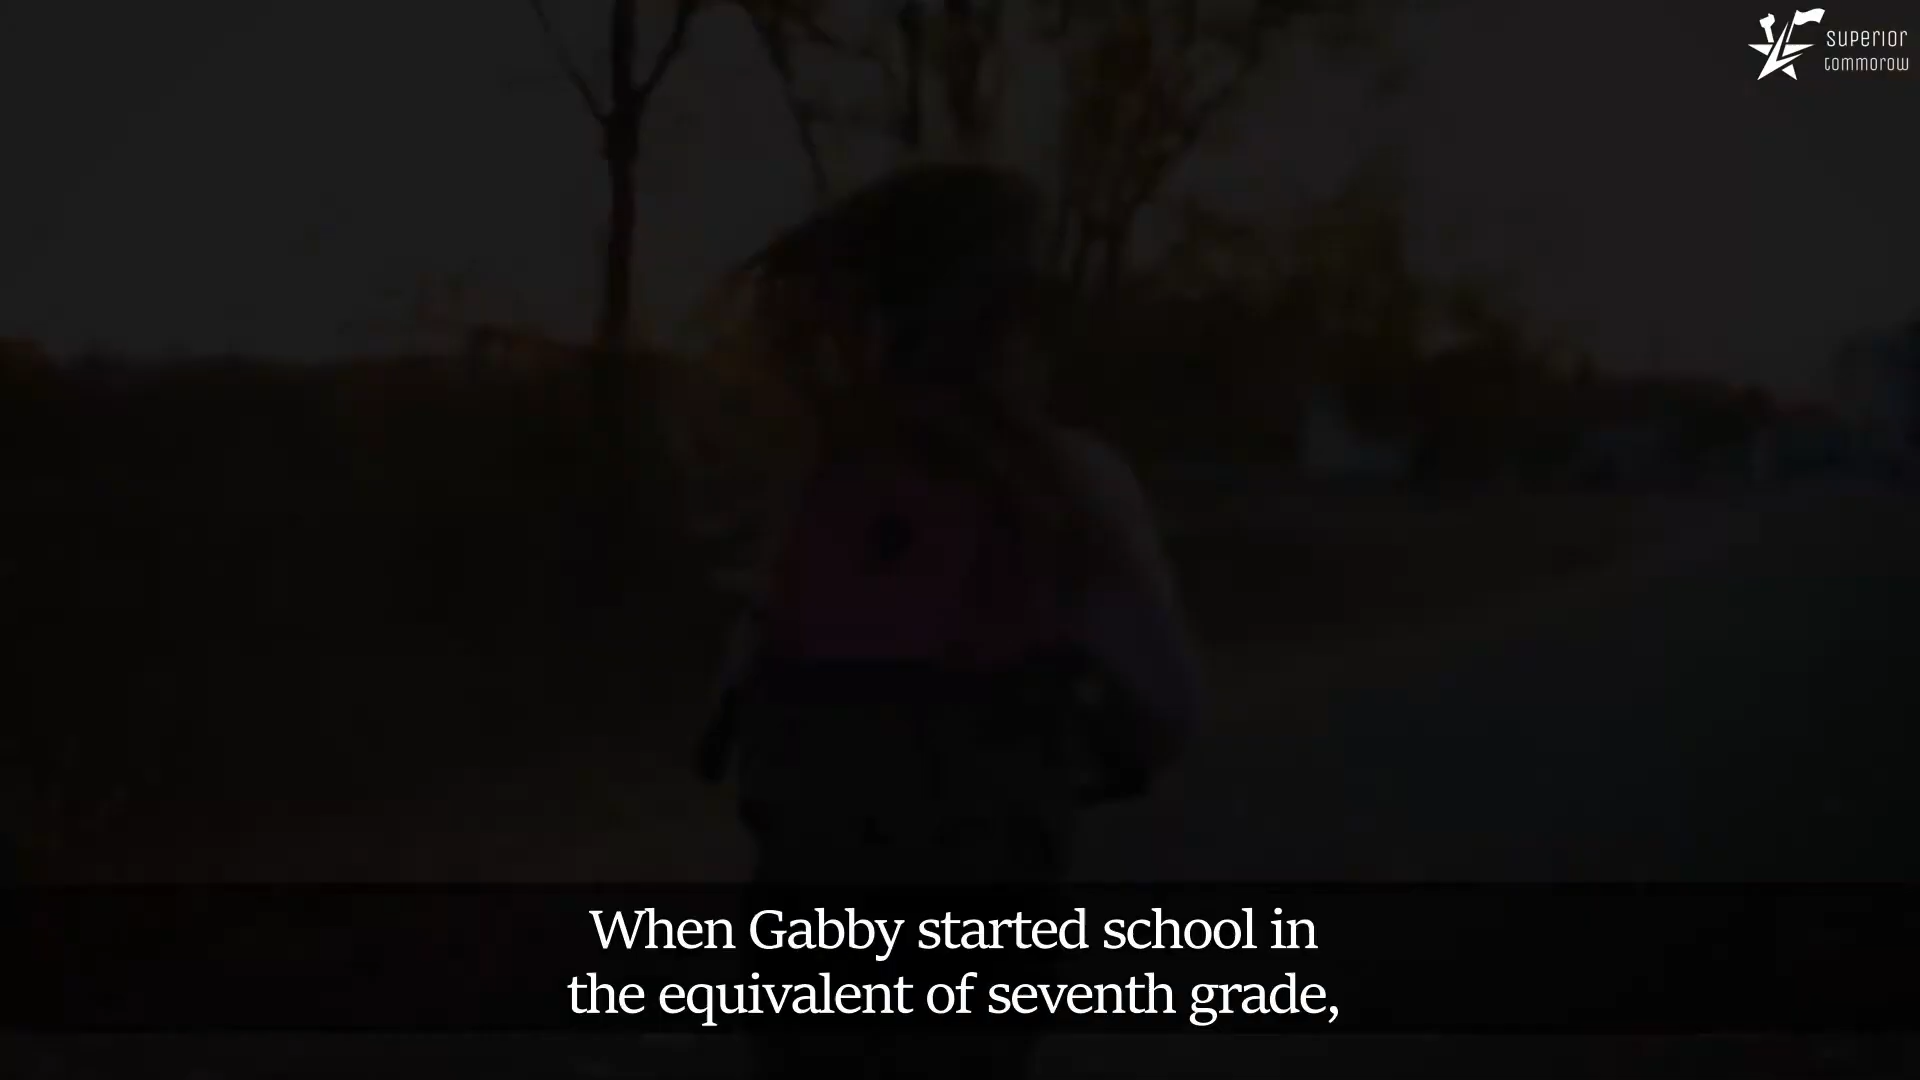 SUPERIOR
tommorow
When Gabby started school in
the equivalent of seventh grade,